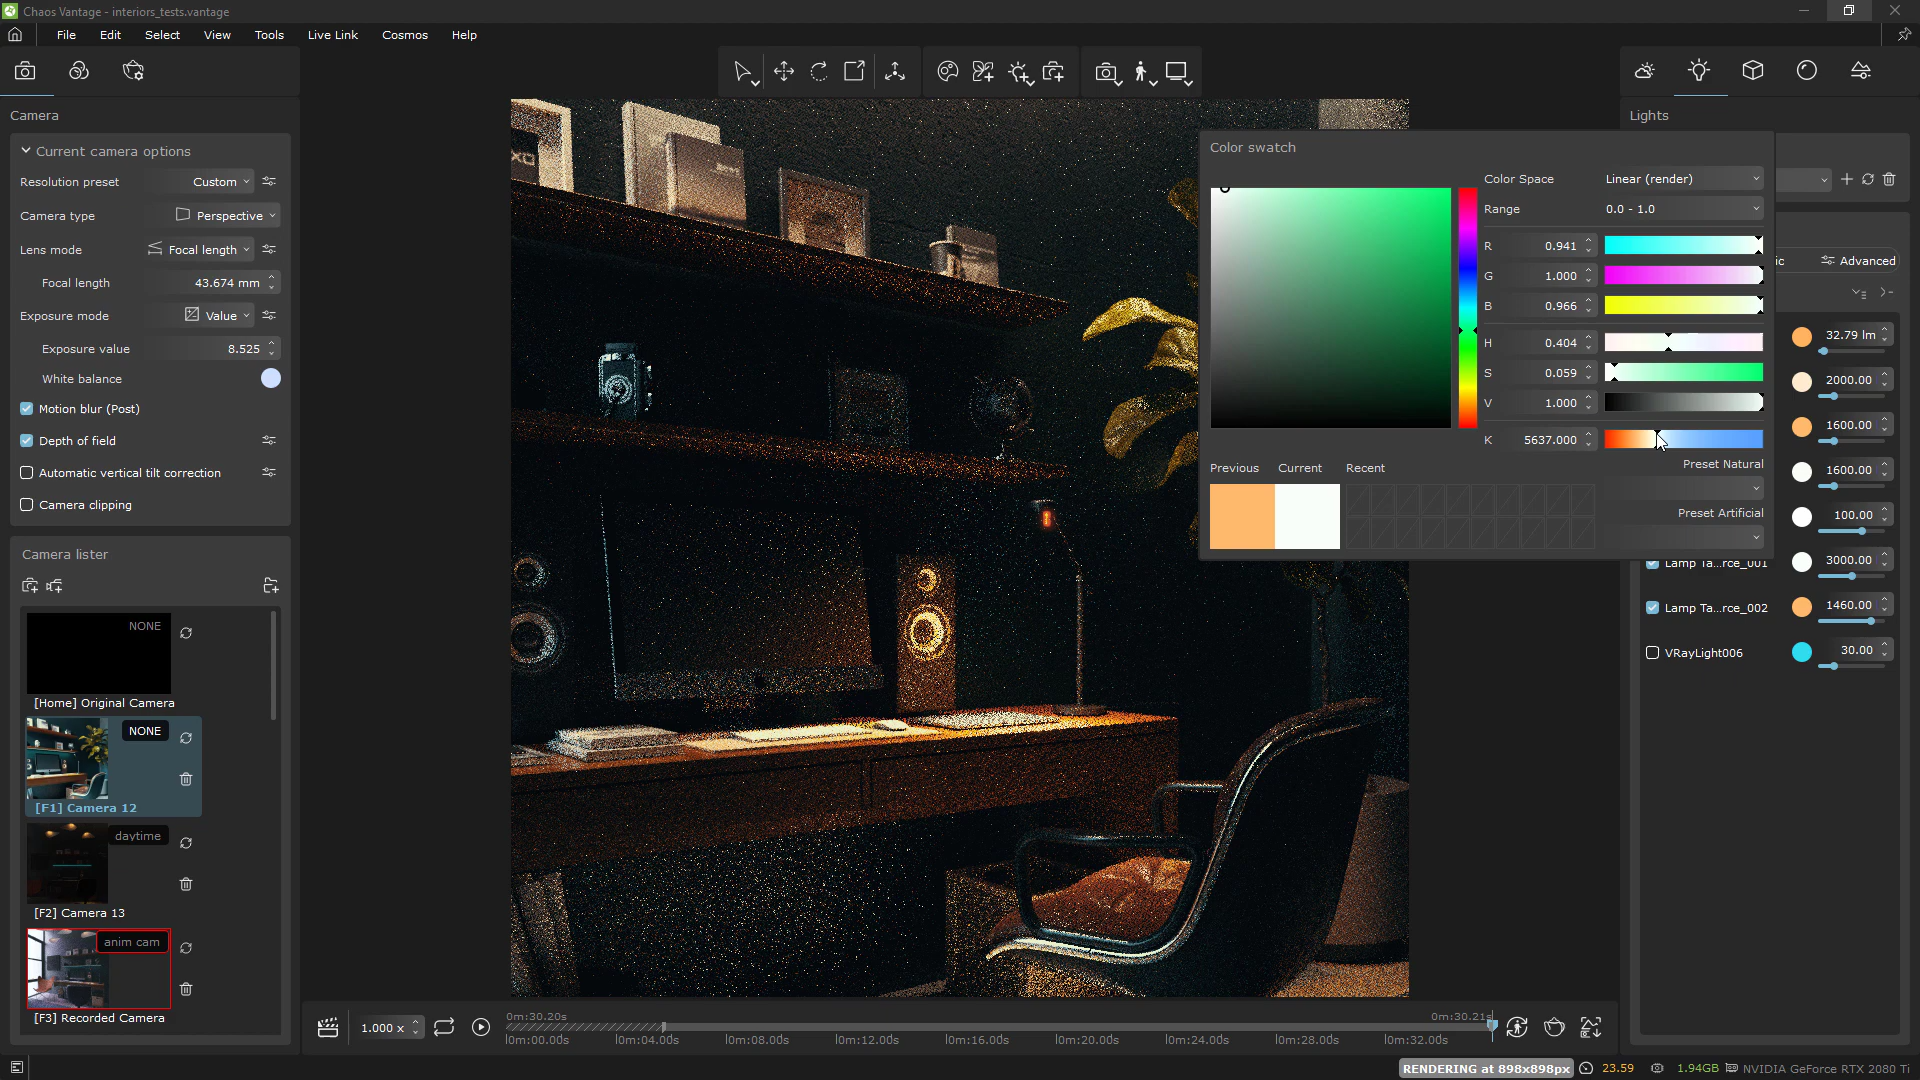 Chaos Vantage - interiors_tests.vantage
File Edit Select View Tools Live Link Cosmos Help
Camera
Current camera options
Resolution preset Custom
Camera type Perspective
Lens mode Focal length
Focal length 43.674 mm
Exposure mode Value
Exposure value 8.525
White balance
Motion blur (Post)
Depth of field
Automatic vertical tilt correction
Camera clipping
Camera lister
NONE
[Home] Original Camera
NONE
[F1] Camera 12
daytime
[F2] Camera 13
anim cam
[F3] Recorded Camera
Color swatch
Color Space Linear (render)
Range 0.0 - 1.0
R 0.941
G 1.000
B 0.966
H 0.404
S 0.059
V 1.000
K 5637.000
Preset Natural
Previous Current Recent
Preset Artificial
Lights
ic Advanced
32.79 lm
2000.00
1600.00
1600.00
100.00
3000.00
Lamp Ta...rce_001
Lamp Ta...rce_002 1460.00
VRayLight006 30.00
1.000 x
0m:30.20s 0m:30.21s
0m:00.00s 0m:04.00s 0m:08.00s 0m:12.00s 0m:16.00s 0m:20.00s 0m:24.00s 0m:28.00s 0m:32.00s
RENDERING at 898x898px 23.59 1.94GB NVIDIA GeForce RTX 2080 Ti